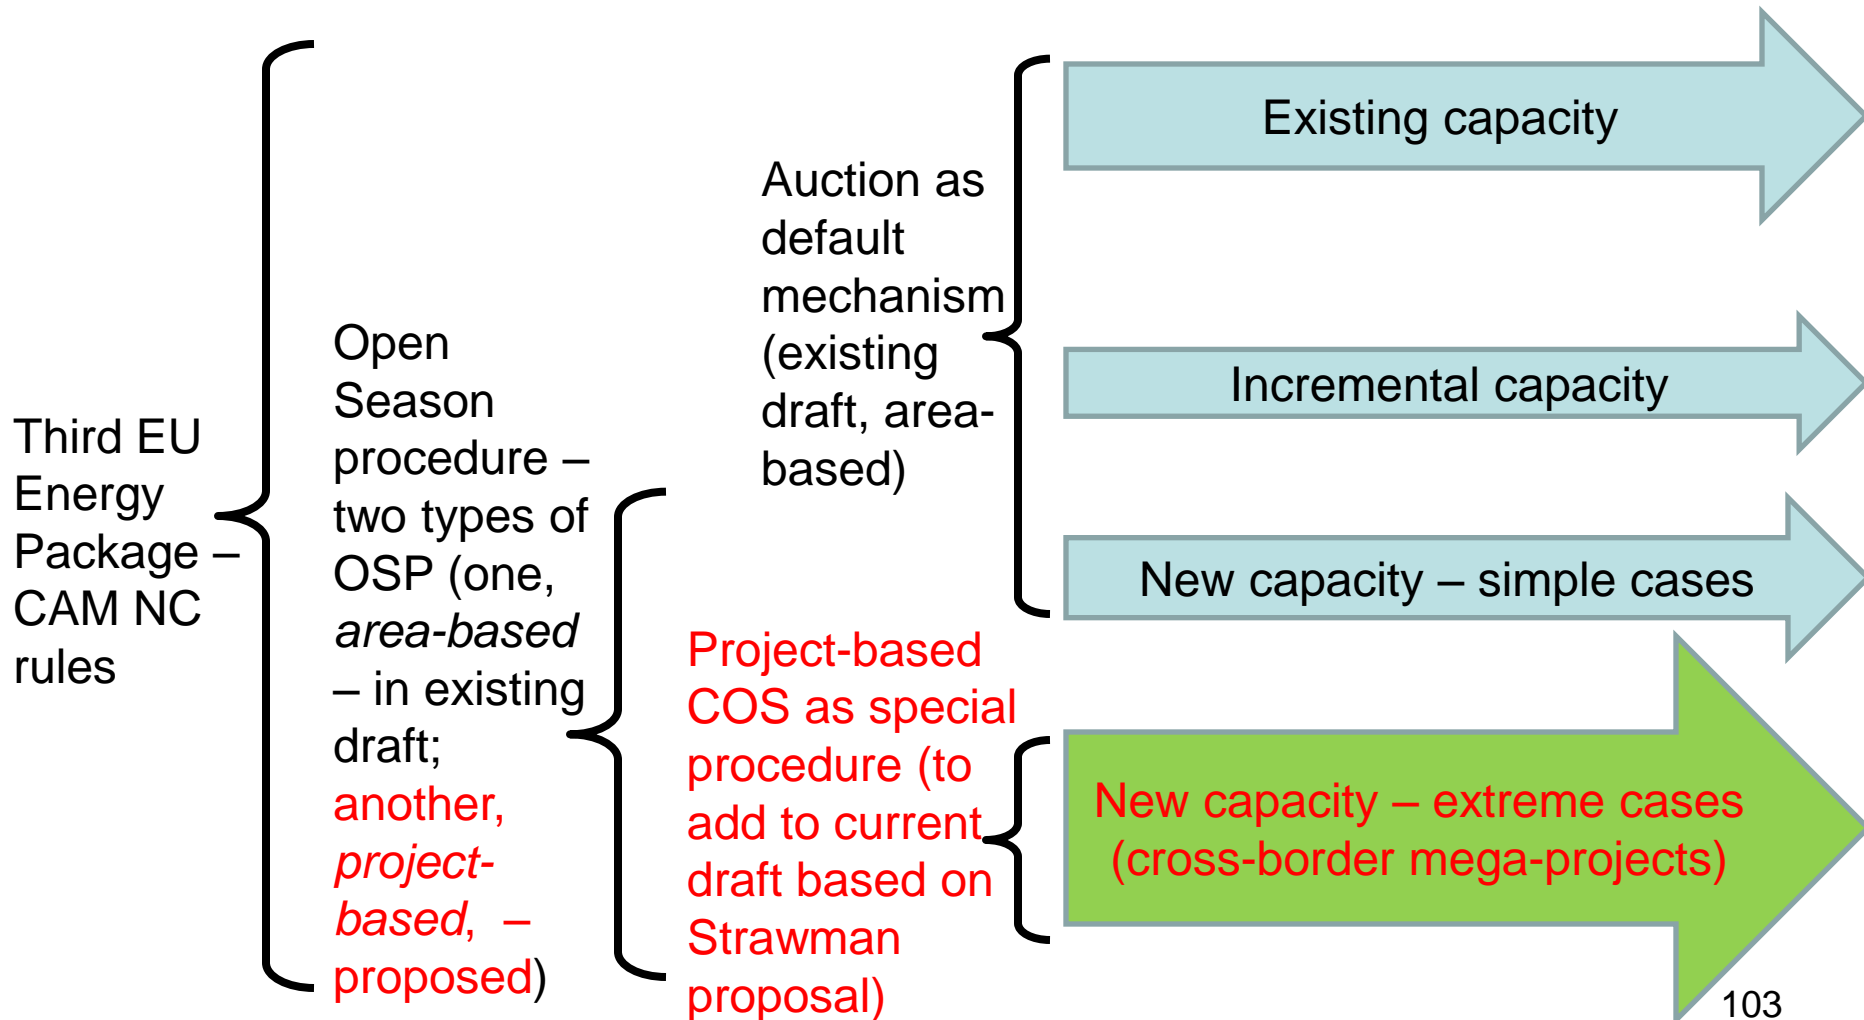 Third EU
Energy
Package –
CAM NC
rules
Open
Season
procedure –
two types of
OSP (one,
area-based
– in existing
draft;
another,
project-
based, –
proposed)
Auction as
default
mechanism
(existing
draft, area-
based)
Project-based
COS as special
procedure (to
add to current
draft based on
Strawman
proposal)
Existing capacity
Incremental capacity
New capacity – simple cases
New capacity – extreme cases
(cross-border mega-projects)
103